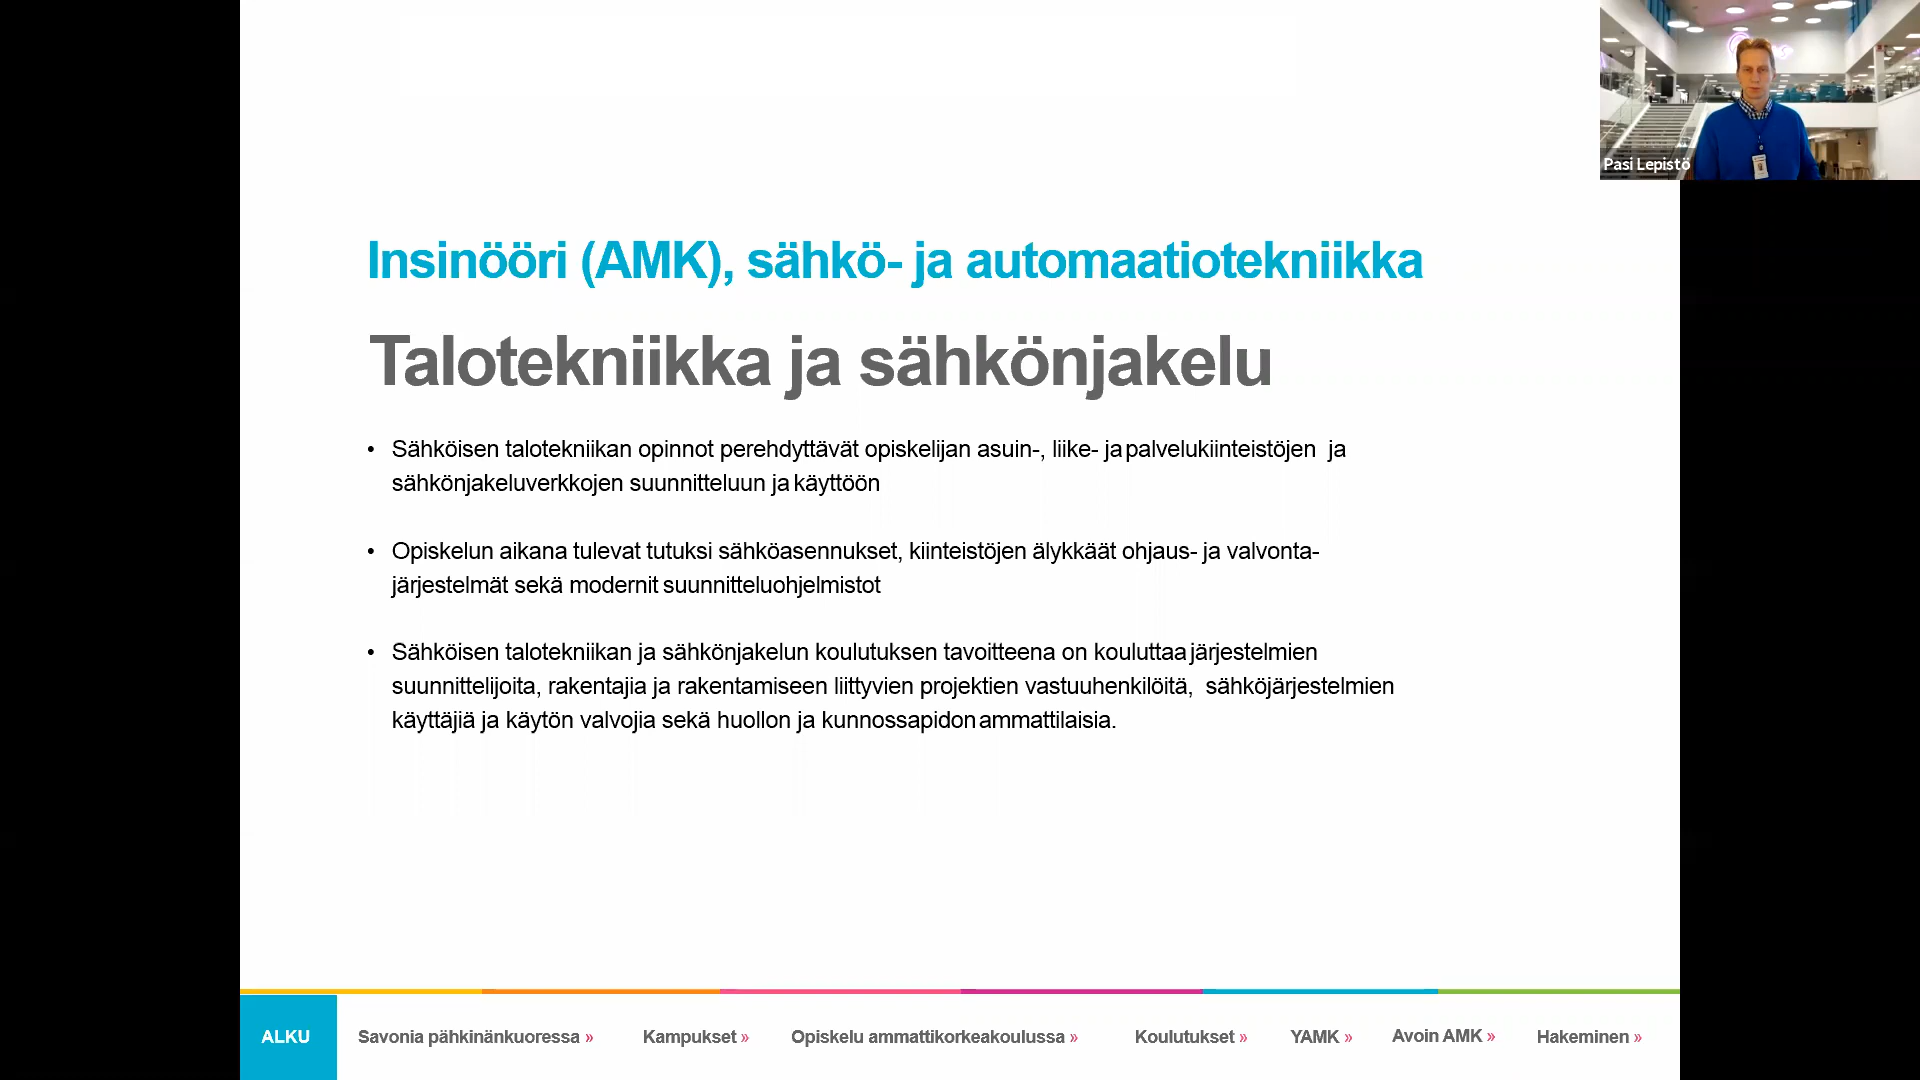 Pasi Lepistö
Insinööri (AMK), sähkö- ja automaatiotekniikka
Talotekniikka ja sähkönjakelu
• Sähköisen talotekniikan opinnot perehdyttävät opiskelijan asuin-, liike- ja palvelukiinteistöjen ja
sähkönjakeluverkkojen suunnitteluun ja käyttöön
• Opiskelun aikana tulevat tutuksi sähköasennukset, kiinteistöjen älykkäät ohjaus- ja valvonta-
järjestelmät sekä modernit suunnitteluohjelmistot
• Sähköisen talotekniikan ja sähkönjakelun koulutuksen tavoitteena on kouluttaa järjestelmien
suunnittelijoita, rakentajia ja rakentamiseen liittyvien projektien vastuuhenkilöitä, sähköjärjestelmien
käyttäjiä ja käytön valvojia sekä huollon ja kunnossapidon ammattilaisia.
ALKU Savonia pähkinänkuoressa » Kampukset » Opiskelu ammattikorkeakoulussa » Koulutukset » YAMK » Avoin AMK » Hakeminen »